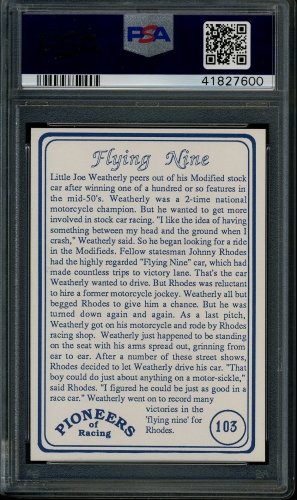 PSA
41827600
Flying Nine
Little Joe Weatherly peers out of his Modified stock
car after winning one of a hundred or so features in
the mid-50's. Weatherly was a 2-time national
motorcycle champion. But he wanted to get more
involved in stock car racing. "I like the idea of having
something between my head and the ground when I
crash," Weatherly said. So he began looking for a ride
in the Modifieds. Fellow statesman Johnny Rhodes
had the highly regarded "Flying Nine" car, which had
made countless trips to victory lane. That's the car
Weatherly wanted to drive. But Rhodes was reluctant
to hire a former motorcycle jockey. Weatherly all but
begged Rhodes to give him a chance. But he was
turned down again and again. As a last pitch,
Weatherly got on his motorcycle and rode by Rhodes
racing shop. Weatherly just happened to be standing
on the seat with his arms spread out, grinning from
ear to ear. After a number of these street shows,
Rhodes decided to let Weatherly drive his car. "That
boy could do just about anything on a motor-sickle,"
said Rhodes. "I figured he could be just as good in a
race car." Weatherly went on to record many
victories in the
'flying nine' for
Rhodes.
PIONEERS
of
Racing
103